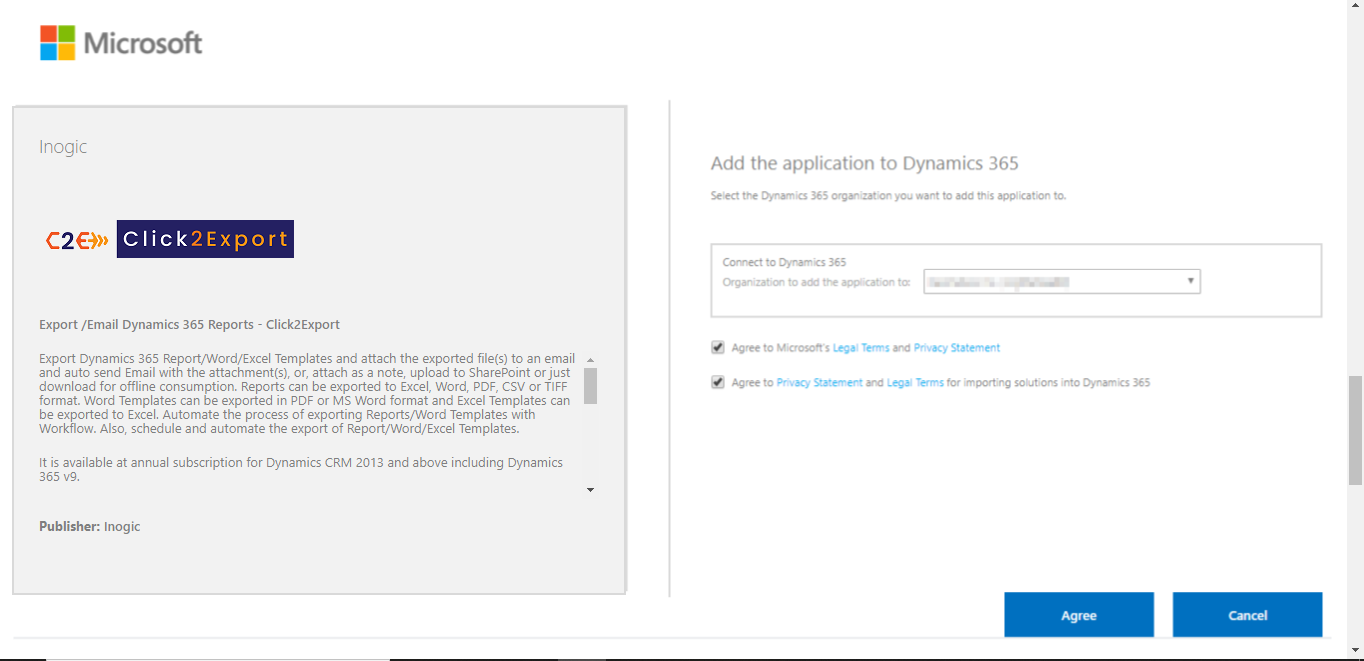 Microsoft
Inogic
C2E
Click2Export
Export /Email Dynamics 365 Reports - Click2Export
Export Dynamics 365 Report/Word/Excel Templates and attach the exported file(s) to an email
and auto send Email with the attachment(s), or, attach as a note, upload to SharePoint or just
download for offline consumption. Reports can be exported to Excel, Word, PDF, CSV or TIFF
format. Word Templates can be exported in PDF or MS Word format and Excel Templates can
be exported to Excel. Automate the process of exporting Reports/Word Templates with
Workflow. Also, schedule and automate the export of Report/Word/Excel Templates.
It is available at annual subscription for Dynamics CRM 2013 and above including Dynamics
365 v9.
Publisher: Inogic
Add the application to Dynamics 365
Select the Dynamics 365 organization you want to add this application to.
Connect to Dynamics 365
Organization to add the application to:
Agree to Microsoft's Legal Terms and Privacy Statement
Agree to Privacy Statement and Legal Terms for importing solutions into Dynamics 365
Agree
Cancel